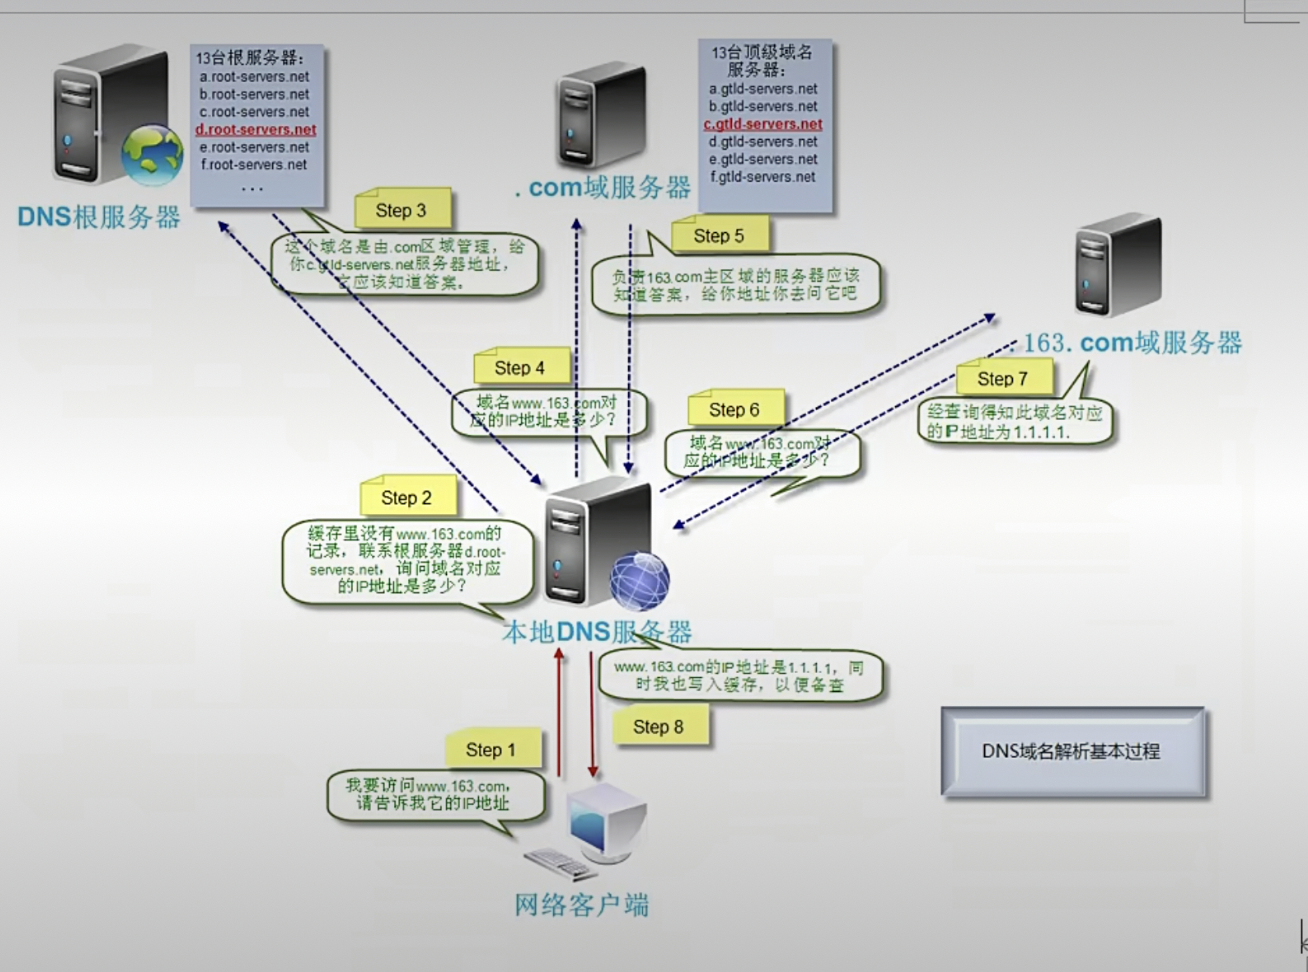 13台根服务器：
a.root-servers.net
b.root-servers.net
c.root-servers.net
d.root-servers.net
e.root-servers.net
f.root-servers.net
...
DNS根服务器
13台顶级域名
服务器：
a.gtld-servers.net
b.gtld-servers.net
c.gtld-servers.net
d.gtld-servers.net
e.gtld-servers.net
f.gtld-servers.net
.com域服务器
Step 3
这个域名是由.com区域管理，给
你c.gtld-servers.net服务器地址，
它应该知道答案。
Step 5
负责163.com主区域的服务器应该
知道答案，给你地址你去问它吧
.163.com域服务器
Step 4
域名www.163.com对
应的IP地址是多少？
Step 6
域名www.163.com对
应的IP地址是多少？
Step 7
经查询得知此域名对应
的IP地址为1.1.1.1.
Step 2
缓存里没有www.163.com的
记录，联系根服务器d.root-
servers.net，询问域名对应
的IP地址是多少？
本地DNS服务器
www.163.com的IP地址是1.1.1.1，同
时我也写入缓存，以便备查
Step 8
Step 1
我要访问www.163.com，
请告诉我它的IP地址
网络客户端
DNS域名解析基本过程